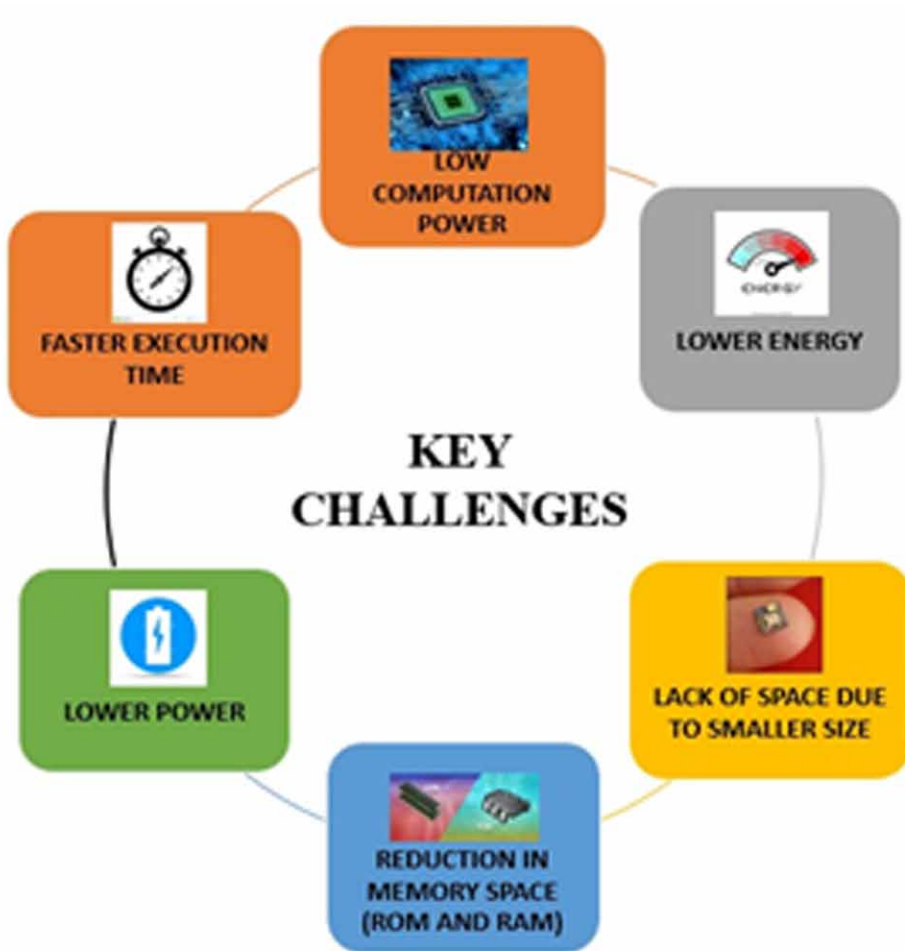 LOW
COMPUTATION
POWER
FASTER EXECUTION
TIME
ENERGY
LOWER ENERGY
KEY
CHALLENGES
LOWER POWER
LACK OF SPACE DUE
TO SMALLER SIZE
REDUCTION IN
MEMORY SPACE
(ROM AND RAM)